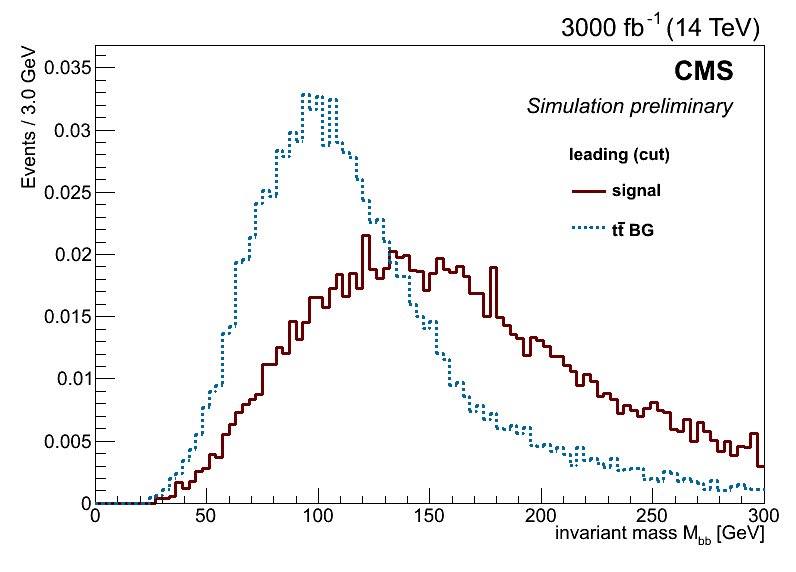 3000 fb⁻¹ (14 TeV)
CMS
Simulation preliminary
leading (cut)
signal
tt̄ BG
Events / 3.0 GeV
0.035
0.03
0.025
0.02
0.015
0.01
0.005
0
0 50 100 150 200 250 300
invariant mass M_bb [GeV]